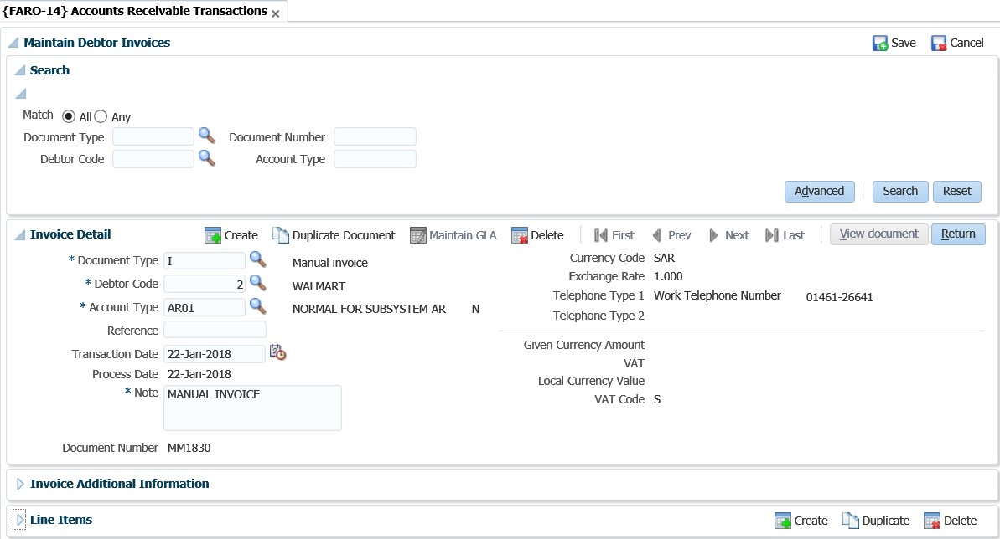 {FARO-14} Accounts Receivable Transactions
Maintain Debtor Invoices Save Cancel
Search
Match All Any
Document Type Document Number
Debtor Code Account Type
Advanced Search Reset
Invoice Detail Create Duplicate Document Maintain GLA Delete First Prev Next Last View document Return
* Document Type I Manual invoice
* Debtor Code 2 WALMART
* Account Type AR01 NORMAL FOR SUBSYSTEM AR N
Reference
Transaction Date 22-Jan-2018
Process Date 22-Jan-2018
* Note MANUAL INVOICE
Document Number MM1830
Currency Code SAR
Exchange Rate 1.000
Telephone Type 1 Work Telephone Number 01461-26641
Telephone Type 2
Given Currency Amount
VAT
Local Currency Value
VAT Code S
Invoice Additional Information
Line Items Create Duplicate Delete